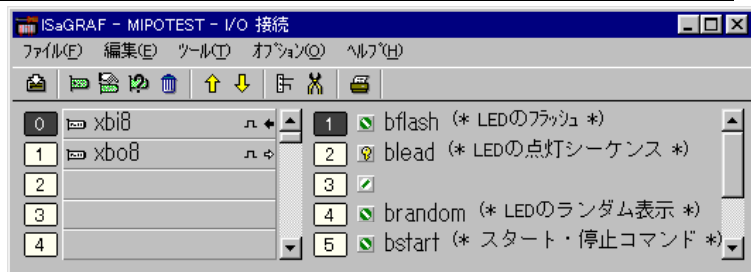 ISaGRAF - MIPOTEST - I/O 接続
ﾌｧｲﾙ(F) 編集(E) ﾂｰﾙ(T) ｵﾌﾟｼｮﾝ(O) ﾍﾙﾌﾟ(H)
0 xbi8
1 xbo8
2
3
4
1 bflash (* LEDのﾌﾗｯｼｭ *)
2 blead (* LEDの点灯シーケンス *)
3
4 brandom (* LEDのランダム表示 *)
5 bstart (* スタート・停止コマンド *)